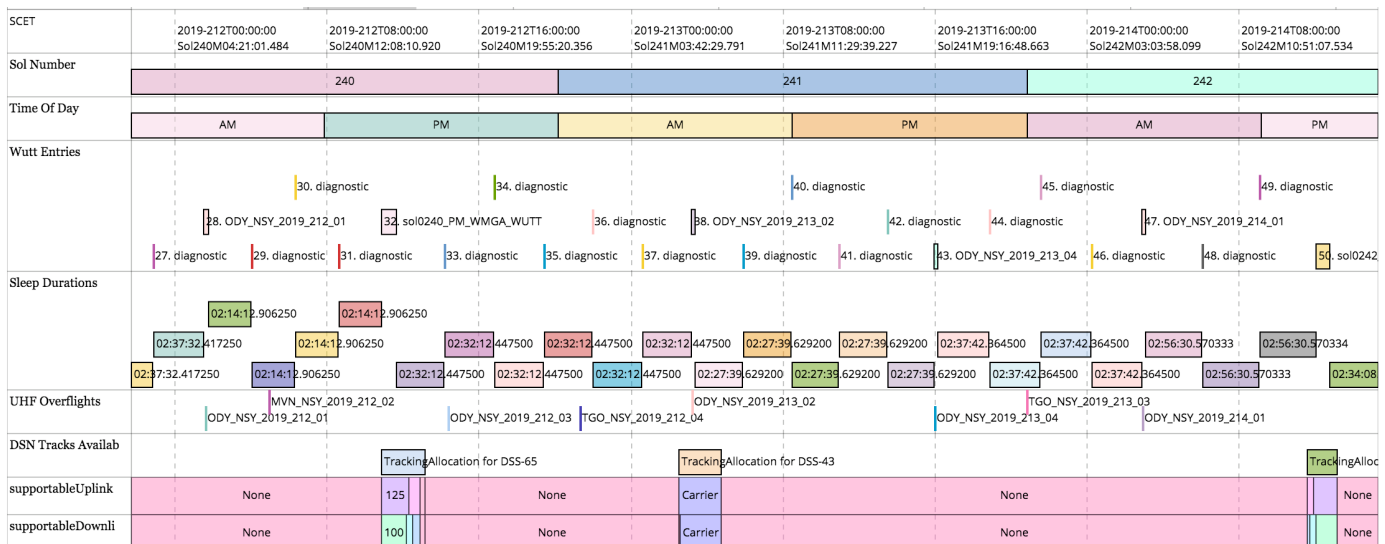 SCET
2019-212T00:00:00 2019-212T08:00:00 2019-212T16:00:00 2019-213T00:00:00 2019-213T08:00:00 2019-213T16:00:00 2019-214T00:00:00 2019-214T08:00:00
Sol240M04:21:01.484 Sol240M12:08:10.920 Sol240M19:55:20.356 Sol241M03:42:29.791 Sol241M11:29:39.227 Sol241M19:16:48.663 Sol242M03:03:58.099 Sol242M10:51:07.534
Sol Number
240 241 242
Time Of Day
AM PM AM PM AM PM
Wutt Entries
30. diagnostic 34. diagnostic 40. diagnostic 45. diagnostic 49. diagnostic
28. ODY_NSY_2019_212_01 32. sol0240_PM_WMGA_WUTT 36. diagnostic 38. ODY_NSY_2019_213_02 42. diagnostic 44. diagnostic 47. ODY_NSY_2019_214_01
27. diagnostic 29. diagnostic 31. diagnostic 33. diagnostic 35. diagnostic 37. diagnostic 39. diagnostic 41. diagnostic 43. ODY_NSY_2019_213_04 46. diagnostic 48. diagnostic 50. sol0242_
Sleep Durations
02:14:12.906250 02:14:12.906250
02:37:32.417250 02:14:12.906250 02:32:12.447500 02:32:12.447500 02:32:12.447500 02:27:39.629200 02:27:39.629200 02:37:42.364500 02:37:42.364500 02:56:30.570333 02:56:30.570334
02:37:32.417250 02:14:12.906250 02:32:12.447500 02:32:12.447500 02:32:12.447500 02:27:39.629200 02:27:39.629200 02:27:39.629200 02:37:42.364500 02:37:42.364500 02:56:30.570333 02:34:08.
UHF Overflights
MVN_NSY_2019_212_02 ODY_NSY_2019_213_02 TGO_NSY_2019_213_03
ODY_NSY_2019_212_01 ODY_NSY_2019_212_03 TGO_NSY_2019_212_04 ODY_NSY_2019_213_04 ODY_NSY_2019_214_01
DSN Tracks Availab
TrackingAllocation for DSS-65 TrackingAllocation for DSS-43 TrackingAlloc
supportableUplink
None 125 None Carrier None None
supportableDownli
None 100 None Carrier None None